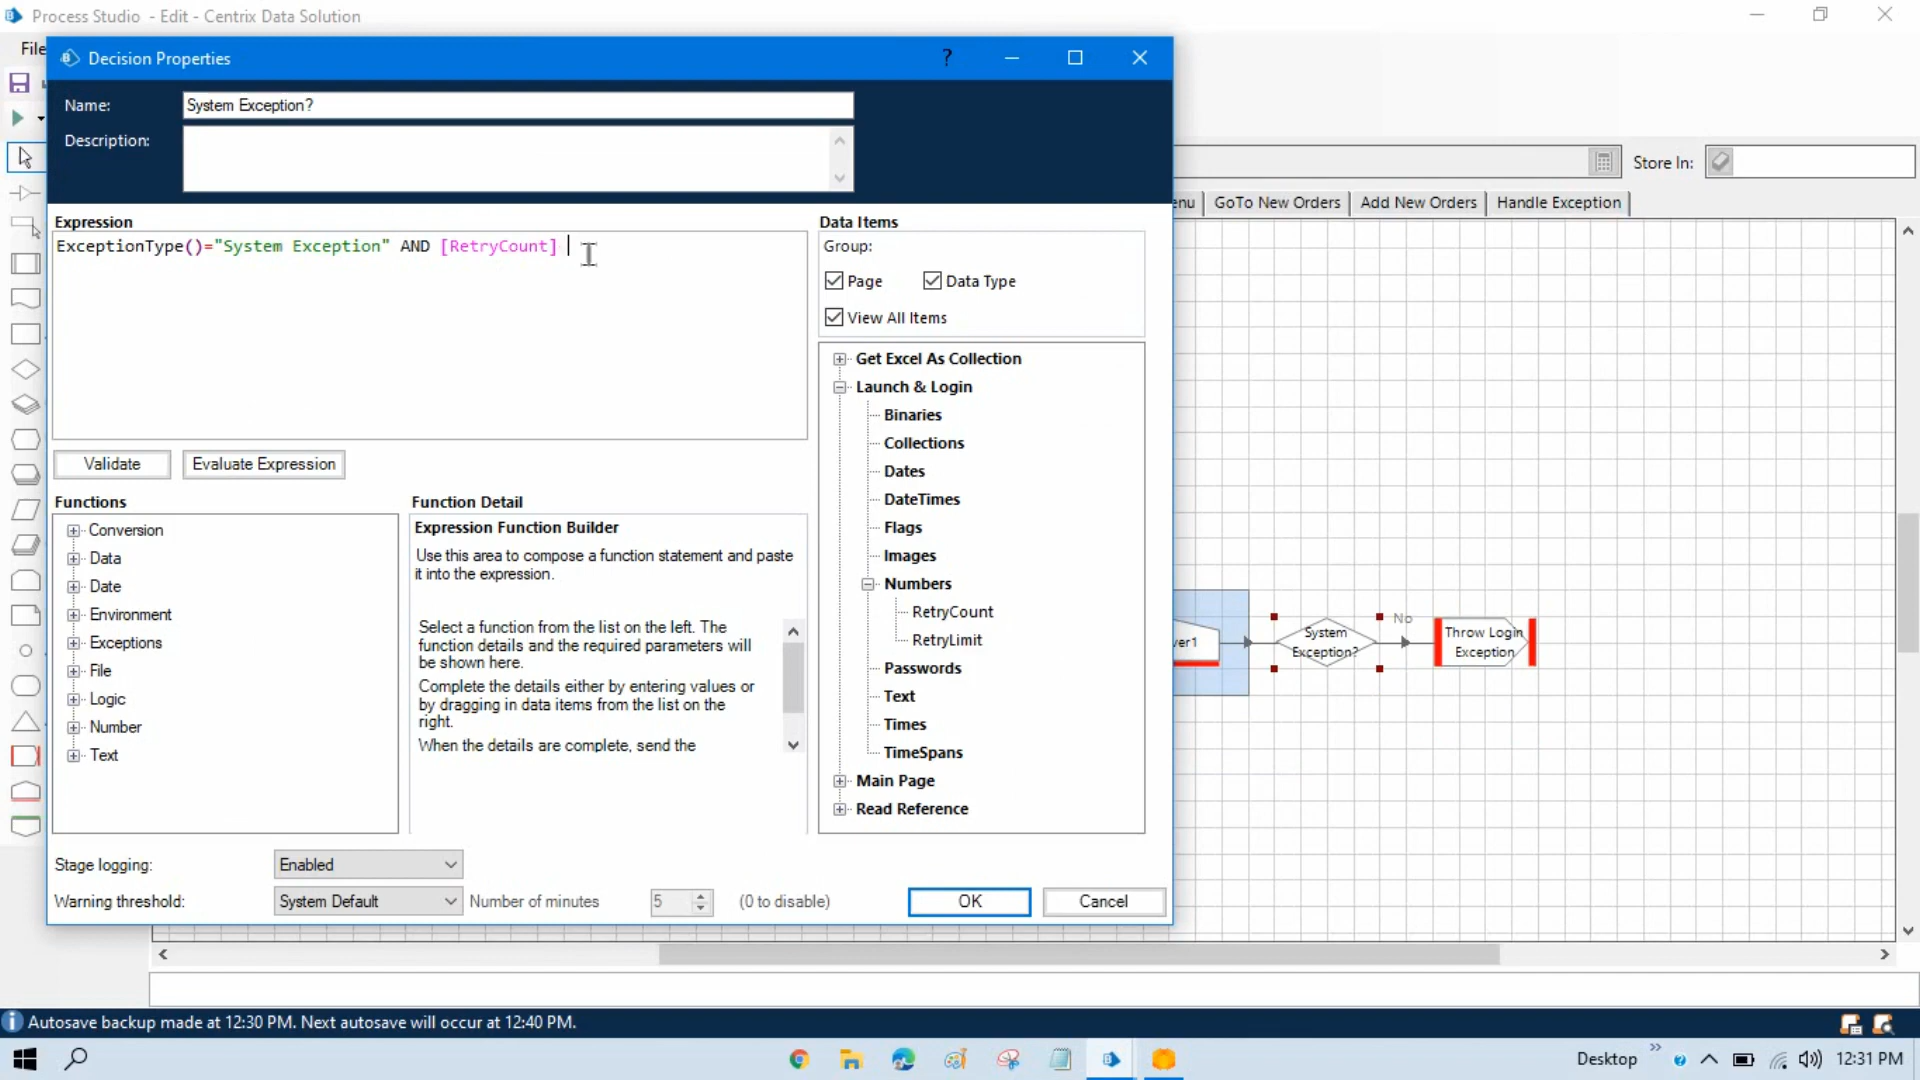 Process Studio - Edit - Centrix Data Solution
File
Decision Properties
?
Name:
System Exception?
Description:
Store In:
enu
GoTo New Orders
Add New Orders
Handle Exception
Expression
ExceptionType()="System Exception" AND [RetryCount]
Data Items
Group:
Page
Data Type
View All Items
Get Excel As Collection
Launch & Login
Binaries
Collections
Dates
DateTimes
Flags
Images
Numbers
RetryCount
RetryLimit
Passwords
Text
Times
TimeSpans
Main Page
Read Reference
Validate
Evaluate Expression
Functions
Conversion
Data
Date
Environment
Exceptions
File
Logic
Number
Text
Function Detail
Expression Function Builder
Use this area to compose a function statement and paste
it into the expression.
Select a function from the list on the left. The
function details and the required parameters will
be shown here.
Complete the details either by entering values or
by dragging in data items from the list on the
right.
When the details are complete, send the
ver1
System
Exception?
No
Throw Login
Exception
Stage logging:
Enabled
Warning threshold:
System Default
Number of minutes
5
(0 to disable)
OK
Cancel
Autosave backup made at 12:30 PM. Next autosave will occur at 12:40 PM.
Desktop
12:31 PM